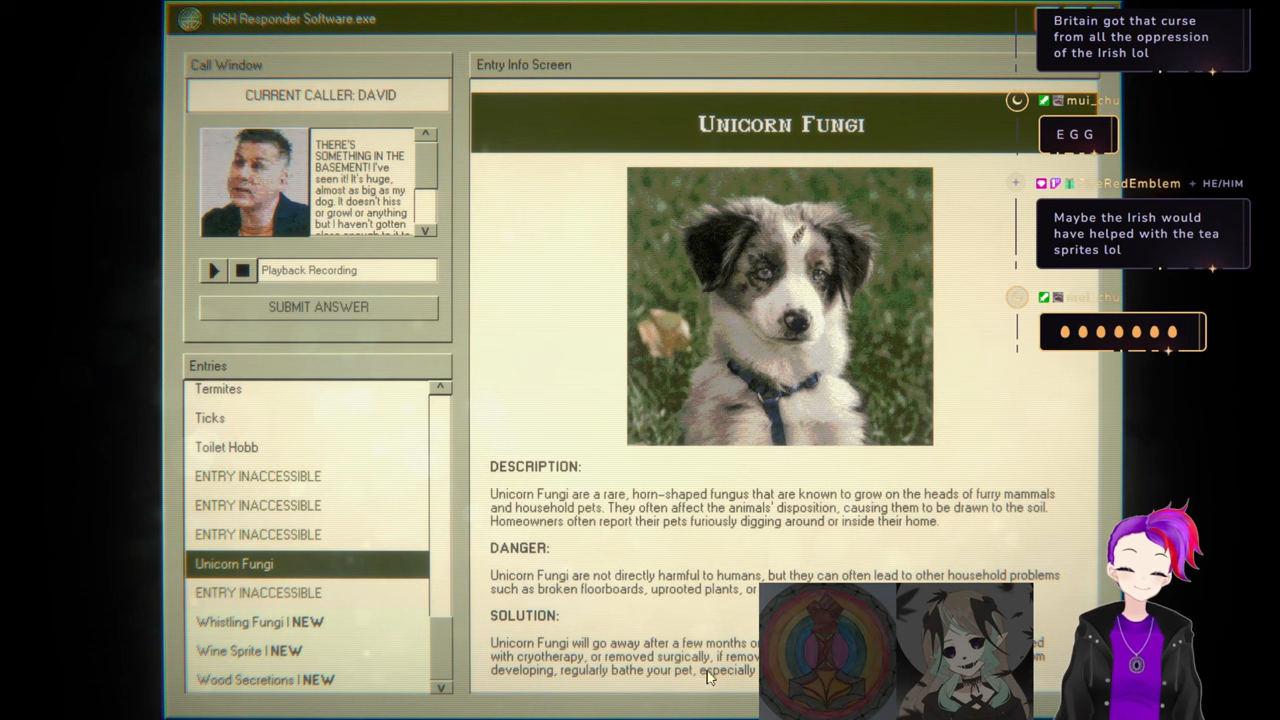 HSH Responder Software.exe
Call Window
CURRENT CALLER: DAVID
THERE'S
SOMETHING IN THE
BASEMENT! I've
seen it! It's huge,
almost as big as my
dog. It doesn't hiss
or growl or anything
but I haven't gotten
Playback Recording
SUBMIT ANSWER
Entries
Termites
Ticks
Toilet Hobb
ENTRY INACCESSIBLE
ENTRY INACCESSIBLE
ENTRY INACCESSIBLE
Unicorn Fungi
ENTRY INACCESSIBLE
Whistling Fungi | NEW
Wine Sprite | NEW
Wood Secretions | NEW
Entry Info Screen
UNICORN FUNGI
DESCRIPTION:
Unicorn Fungi are a rare, horn-shaped fungus that are known to grow on the heads of furry mammals
and household pets. They often affect the animals' disposition, causing them to be drawn to the soil.
Homeowners often report their pets furiously digging around or inside their home.
DANGER:
Unicorn Fungi are not directly harmful to humans, but they can often lead to other household problems
such as broken floorboards, uprooted plants, or
SOLUTION:
Unicorn Fungi will go away after a few months
with cryotherapy, or removed surgically, if
developing, regularly bathe your pet, especially
Britain got that curse
from all the oppression
of the Irish lol
mui_chu
E G G
RedEmblem + HE/HIM
Maybe the Irish would
have helped with the tea
sprites lol
mui_chu